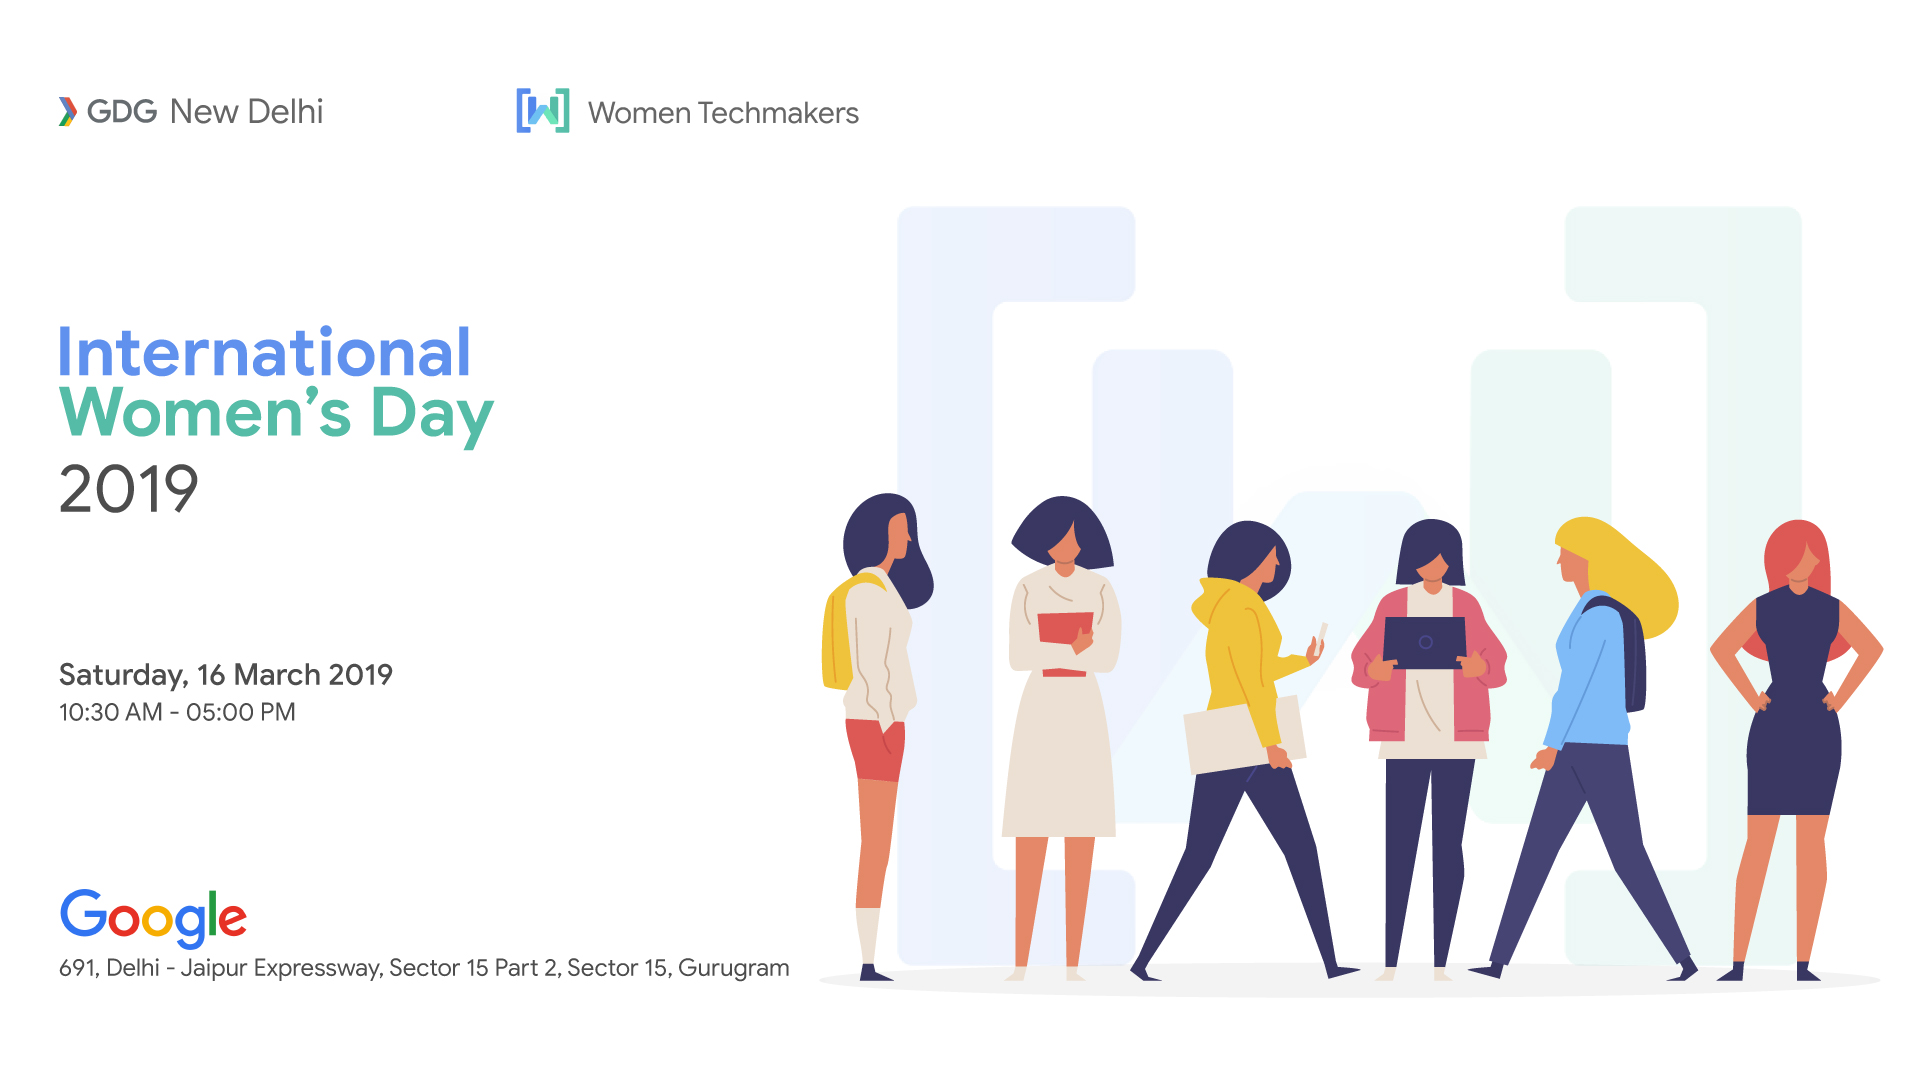 GDG New Delhi
Women Techmakers
International
Women's Day
2019
Saturday, 16 March 2019
10:30 AM - 05:00 PM
Google
691, Delhi - Jaipur Expressway, Sector 15 Part 2, Sector 15, Gurugram